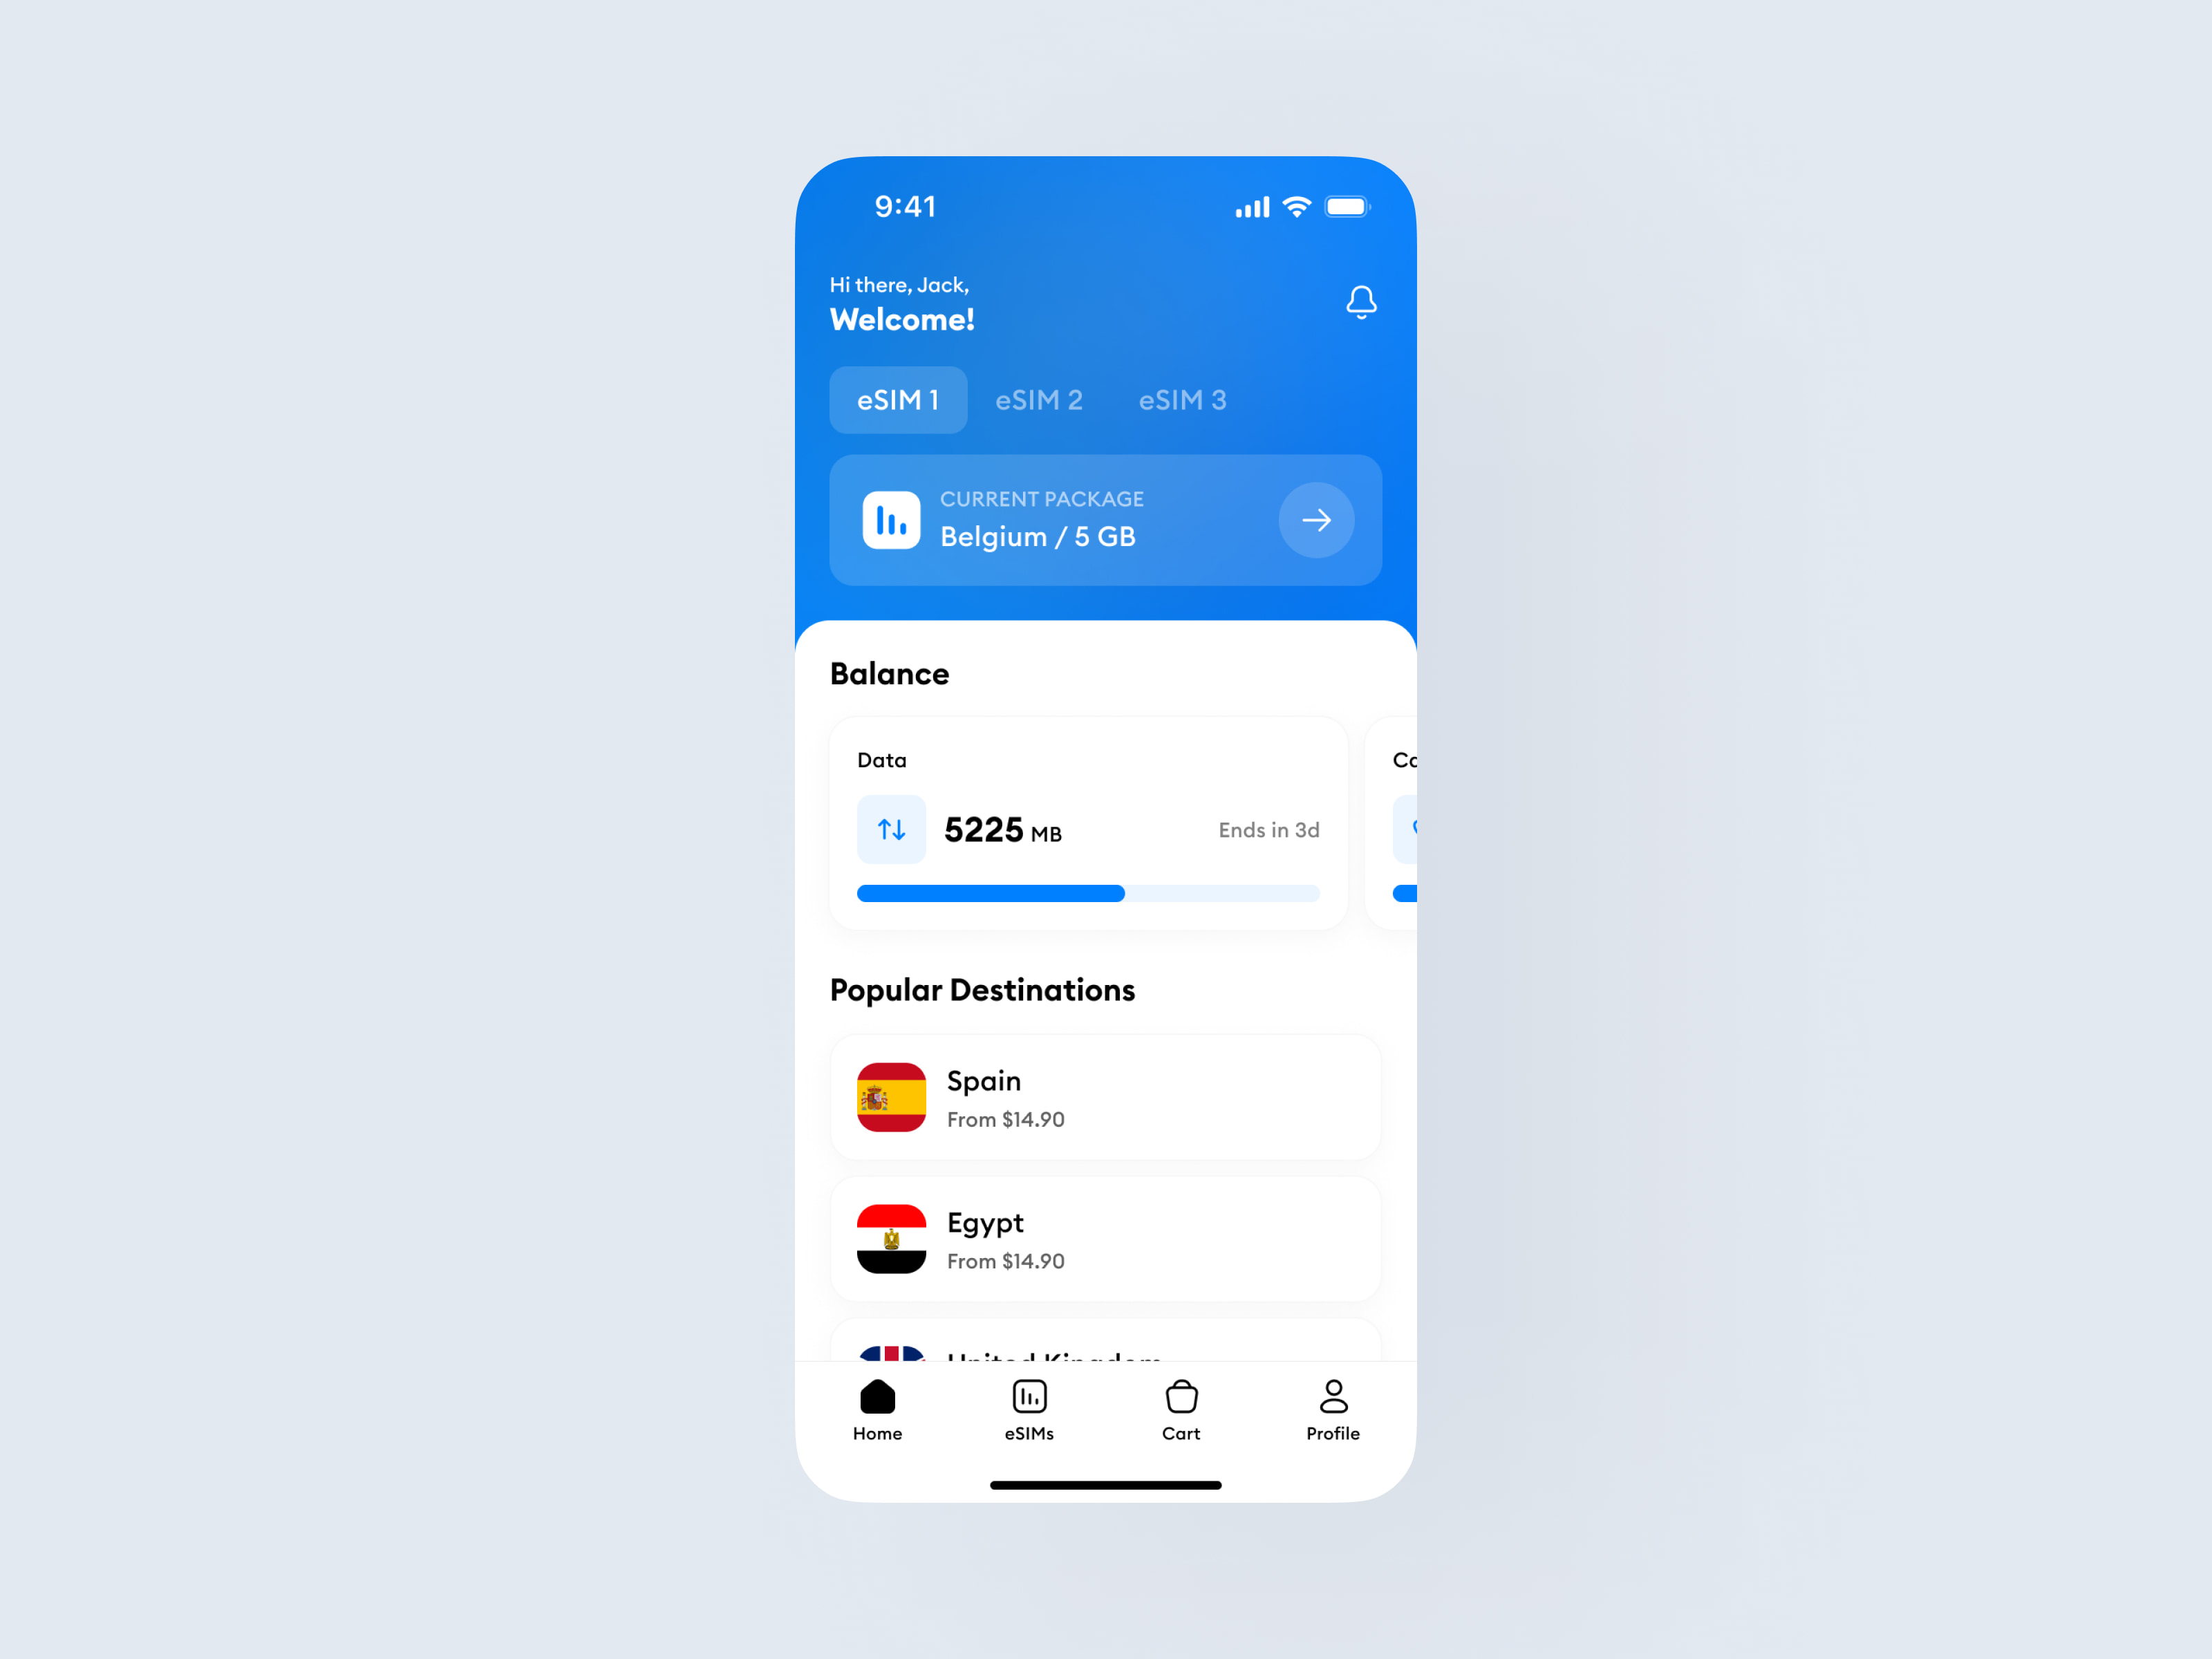 9:41
Hi there, Jack,
Welcome!
eSIM 1 eSIM 2 eSIM 3
CURRENT PACKAGE
Belgium / 5 GB
Balance
Data
5225 MB Ends in 3d
Popular Destinations
Spain
From $14.90
Egypt
From $14.90
United Kingdom
Home eSIMs Cart Profile